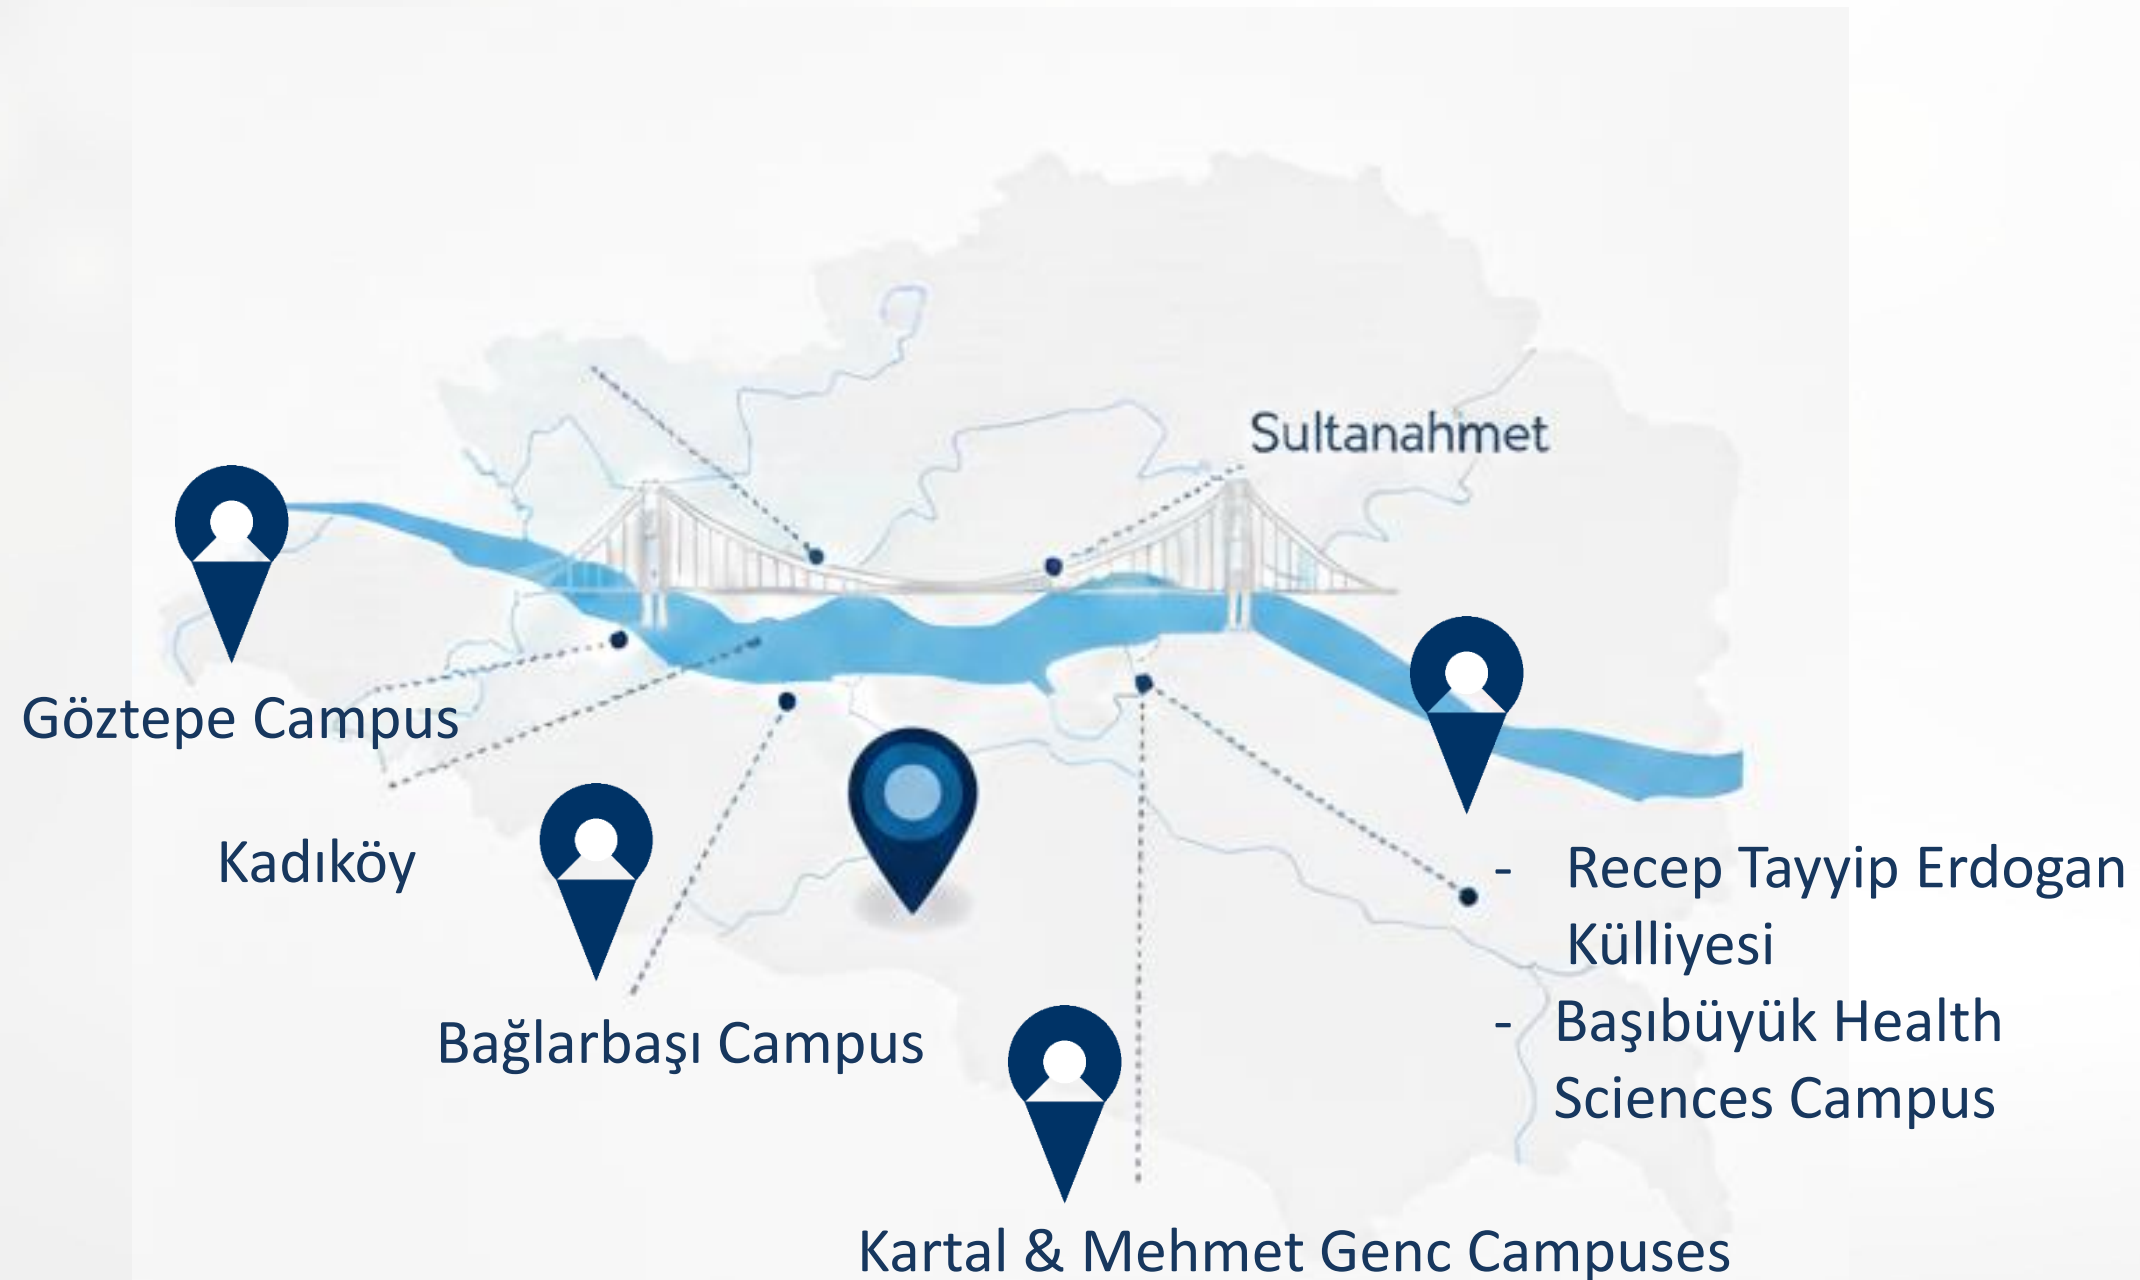 Sultanahmet
Göztepe Campus
Kadıköy
- Recep Tayyip Erdogan
Külliyesi
- Başıbüyük Health
Sciences Campus
Bağlarbaşı Campus
Kartal & Mehmet Genc Campuses